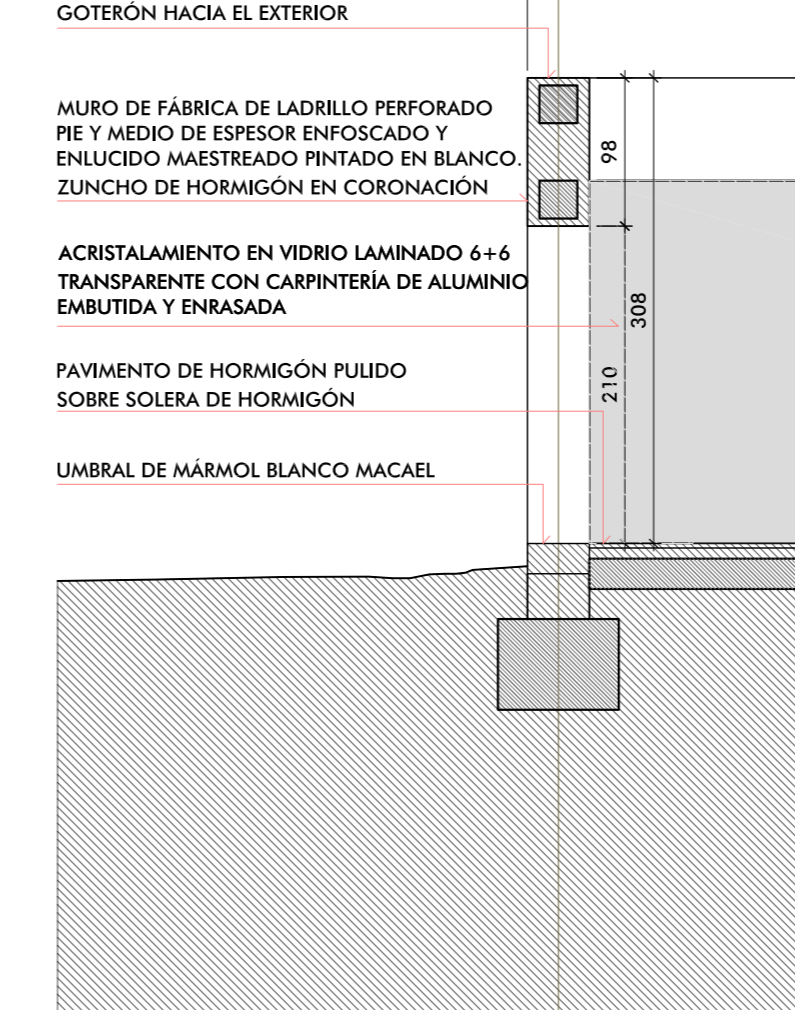 GOTERÓN HACIA EL EXTERIOR
MURO DE FÁBRICA DE LADRILLO PERFORADO
PIE Y MEDIO DE ESPESOR ENFOSCADO Y
ENLUCIDO MAESTREADO PINTADO EN BLANCO.
ZUNCHO DE HORMIGÓN EN CORONACIÓN
ACRISTALAMIENTO EN VIDRIO LAMINADO 6+6
TRANSPARENTE CON CARPINTERÍA DE ALUMINIO
EMBUTIDA Y ENRASADA
PAVIMENTO DE HORMIGÓN PULIDO
SOBRE SOLERA DE HORMIGÓN
UMBRAL DE MÁRMOL BLANCO MACAEL
98
308
210